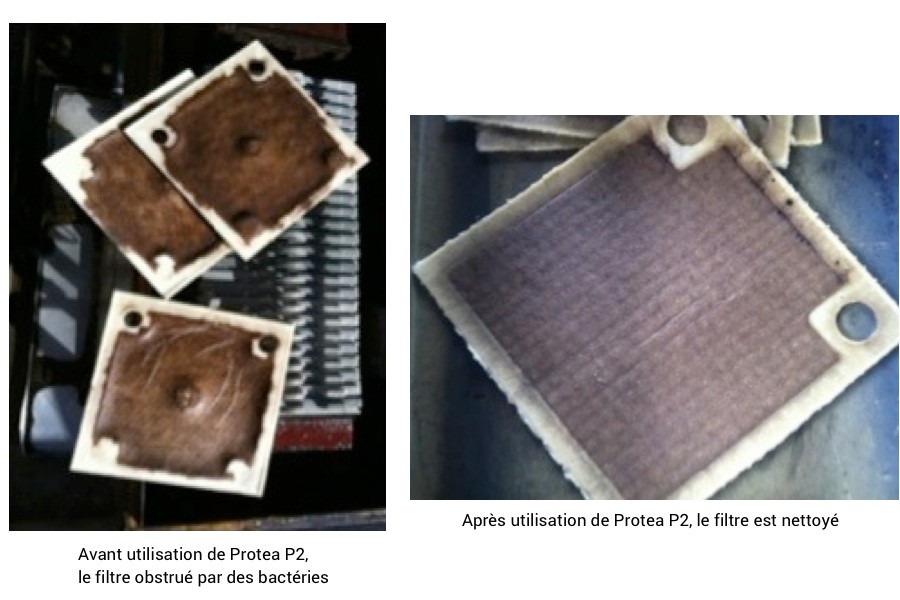 Avant utilisation de Protea P2,
le filtre obstrué par des bactéries
Après utilisation de Protea P2, le filtre est nettoyé